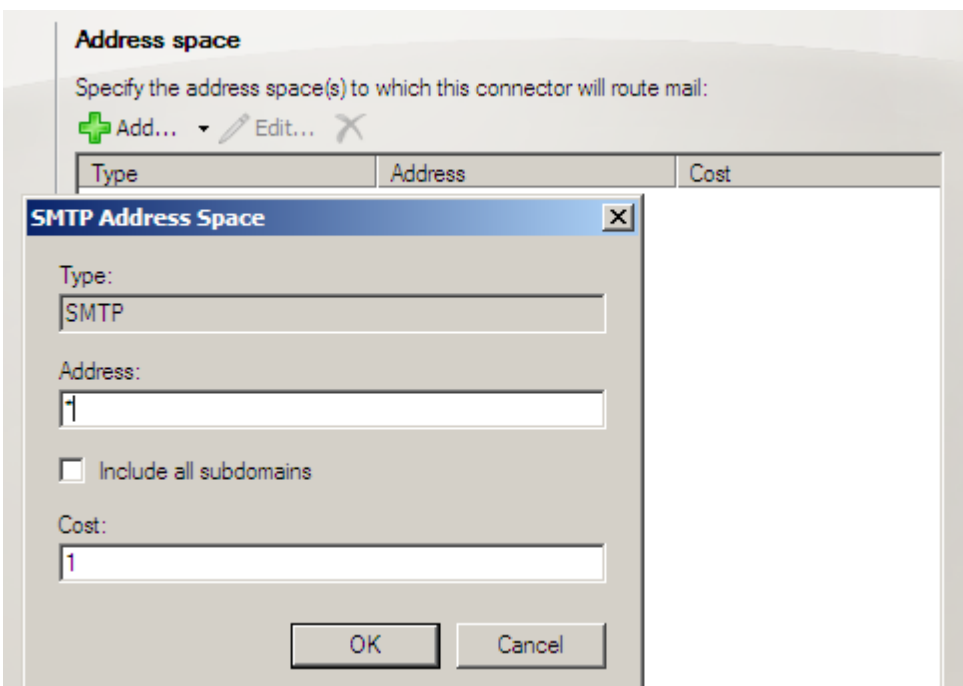 Address space
Specify the address space(s) to which this connector will route mail:
Add... Edit...
Type Address Cost
SMTP Address Space
Type:
SMTP
Address:
*
Include all subdomains
Cost:
1
OK Cancel